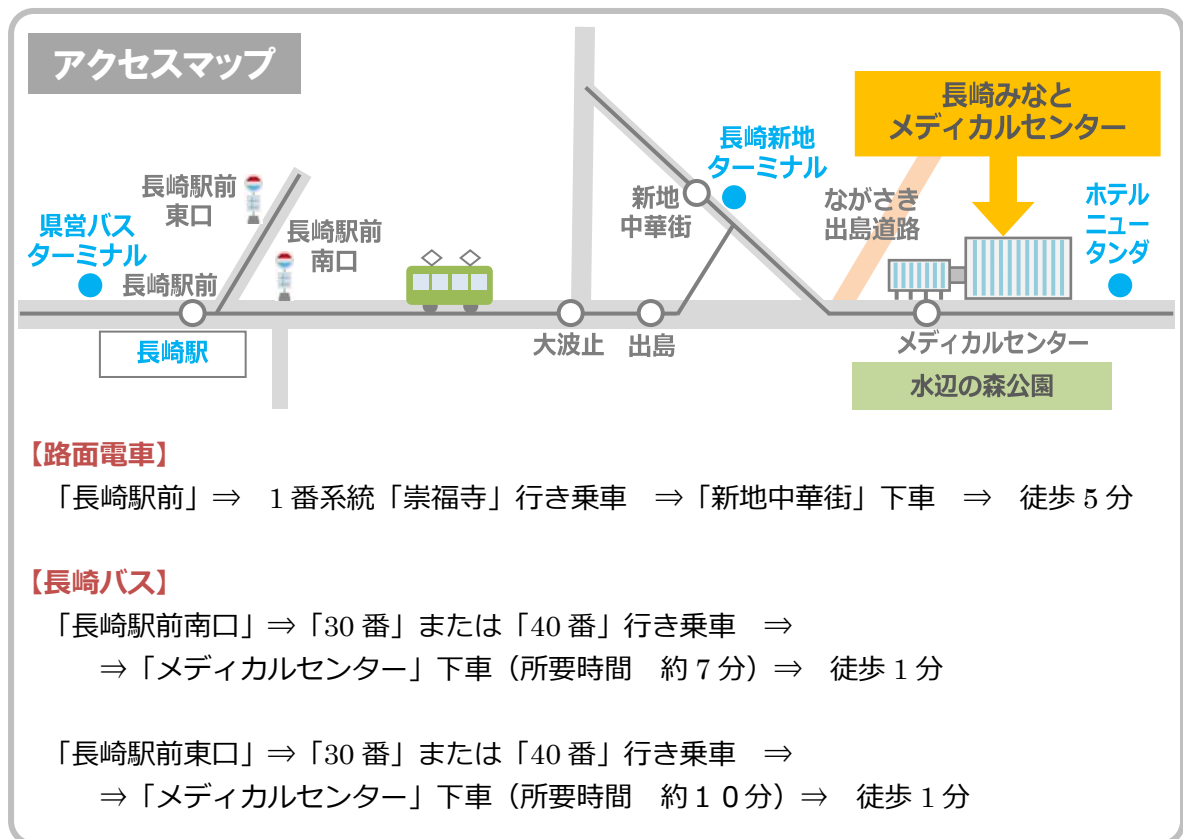 アクセスマップ
長崎みなと
メディカルセンター
長崎新地
ターミナル
長崎駅前
東口
新地
中華街
ながさき
出島道路
ホテル
ニュー
タンダ
県営バス
ターミナル
長崎駅前
南口
長崎駅前
長崎駅
大波止
出島
メディカルセンター
水辺の森公園
【路面電車】
「長崎駅前」⇒　1 番系統「崇福寺」行き乗車　⇒「新地中華街」下車　⇒　徒歩 5 分
【長崎バス】
「長崎駅前南口」⇒「30 番」または「40 番」行き乗車　⇒
⇒「メディカルセンター」下車（所要時間　約 7 分）⇒　徒歩 1 分
「長崎駅前東口」⇒「30 番」または「40 番」行き乗車　⇒
⇒「メディカルセンター」下車（所要時間　約１０分）⇒　徒歩 1 分